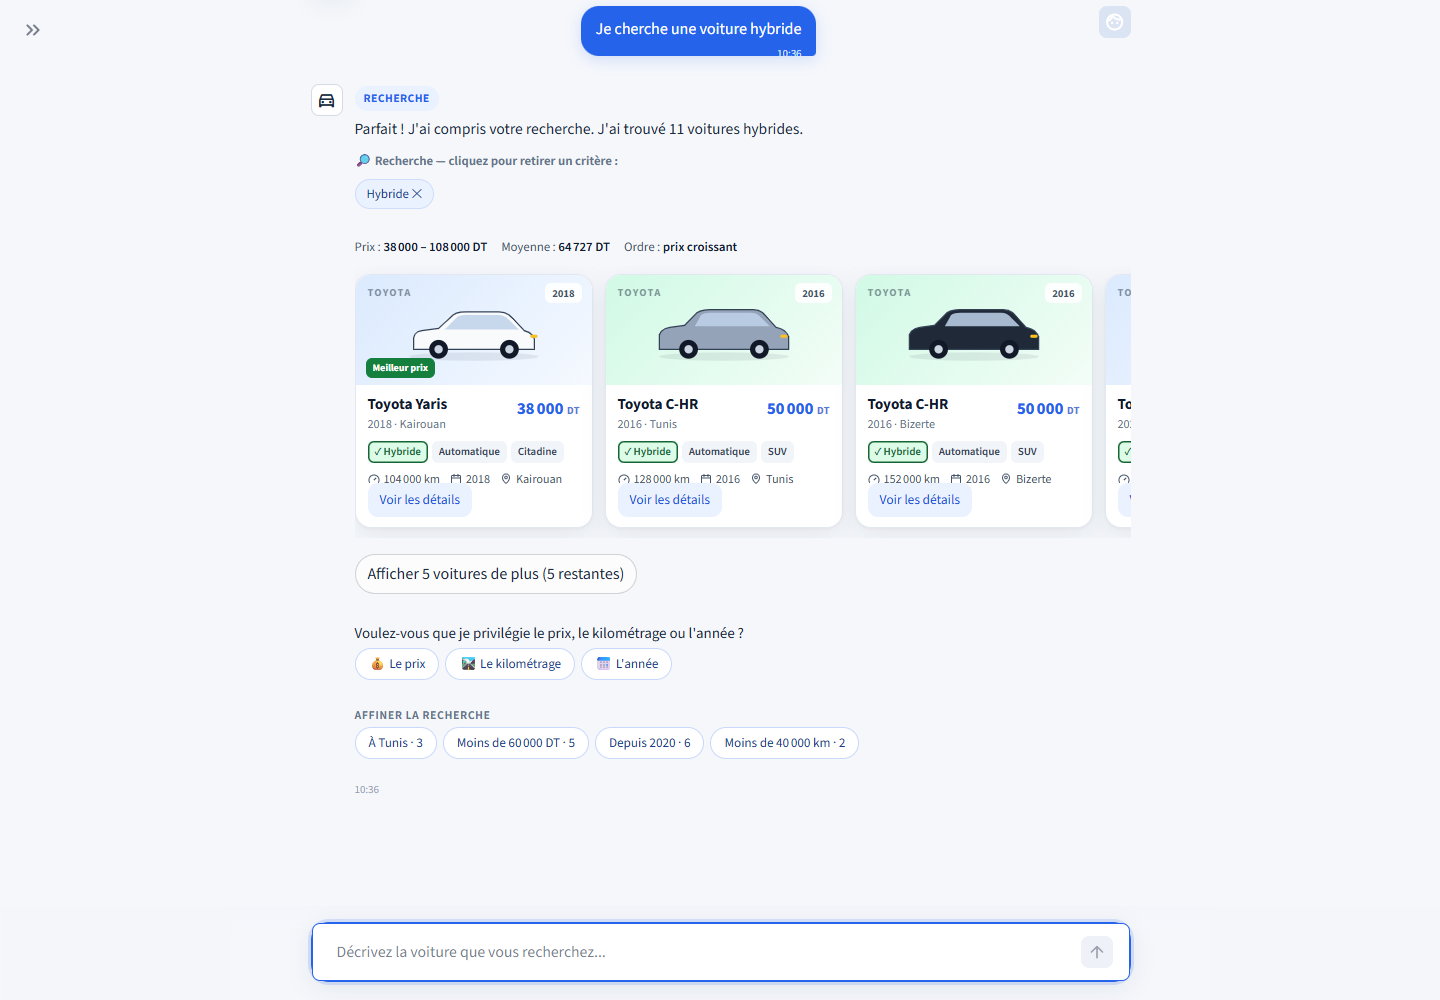 Je cherche une voiture hybride
10:36
RECHERCHE
Parfait ! J'ai compris votre recherche. J'ai trouvé 11 voitures hybrides.
Recherche — cliquez pour retirer un critère :
Hybride
Prix : 38 000 – 108 000 DT Moyenne : 64 727 DT Ordre : prix croissant
TOYOTA 2018
Meilleur prix
Toyota Yaris 38 000 DT
2018 · Kairouan
✓ Hybride Automatique Citadine
104 000 km 2018 Kairouan
Voir les détails
TOYOTA 2016
Toyota C-HR 50 000 DT
2016 · Tunis
✓ Hybride Automatique SUV
128 000 km 2016 Tunis
Voir les détails
TOYOTA 2016
Toyota C-HR 50 000 DT
2016 · Bizerte
✓ Hybride Automatique SUV
152 000 km 2016 Bizerte
Voir les détails
Afficher 5 voitures de plus (5 restantes)
Voulez-vous que je privilégie le prix, le kilométrage ou l'année ?
Le prix Le kilométrage L'année
AFFINER LA RECHERCHE
À Tunis · 3 Moins de 60 000 DT · 5 Depuis 2020 · 6 Moins de 40 000 km · 2
10:36
Décrivez la voiture que vous recherchez...